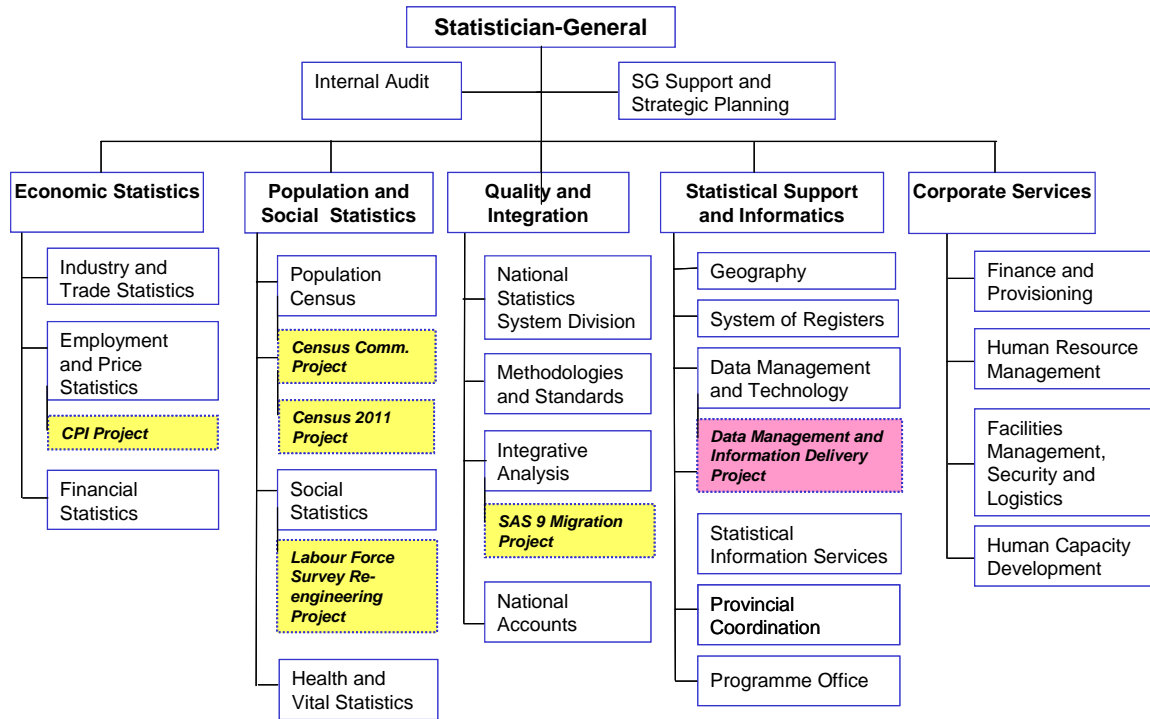 Statistician-General
Internal Audit
SG Support and
Strategic Planning
Economic Statistics
Industry and
Trade Statistics
Employment
and Price
Statistics
CPI Project
Financial
Statistics
Population and
Social Statistics
Population
Census
Census Comm.
Project
Census 2011
Project
Social
Statistics
Labour Force
Survey Re-
engineering
Project
Health and
Vital Statistics
Quality and
Integration
National
Statistics
System Division
Methodologies
and Standards
Integrative
Analysis
SAS 9 Migration
Project
National
Accounts
Statistical Support
and Informatics
Geography
System of Registers
Data Management
and Technology
Data Management and
Information Delivery
Project
Statistical
Information Services
Provincial
Coordination
Programme Office
Corporate Services
Finance and
Provisioning
Human Resource
Management
Facilities
Management,
Security and
Logistics
Human Capacity
Development